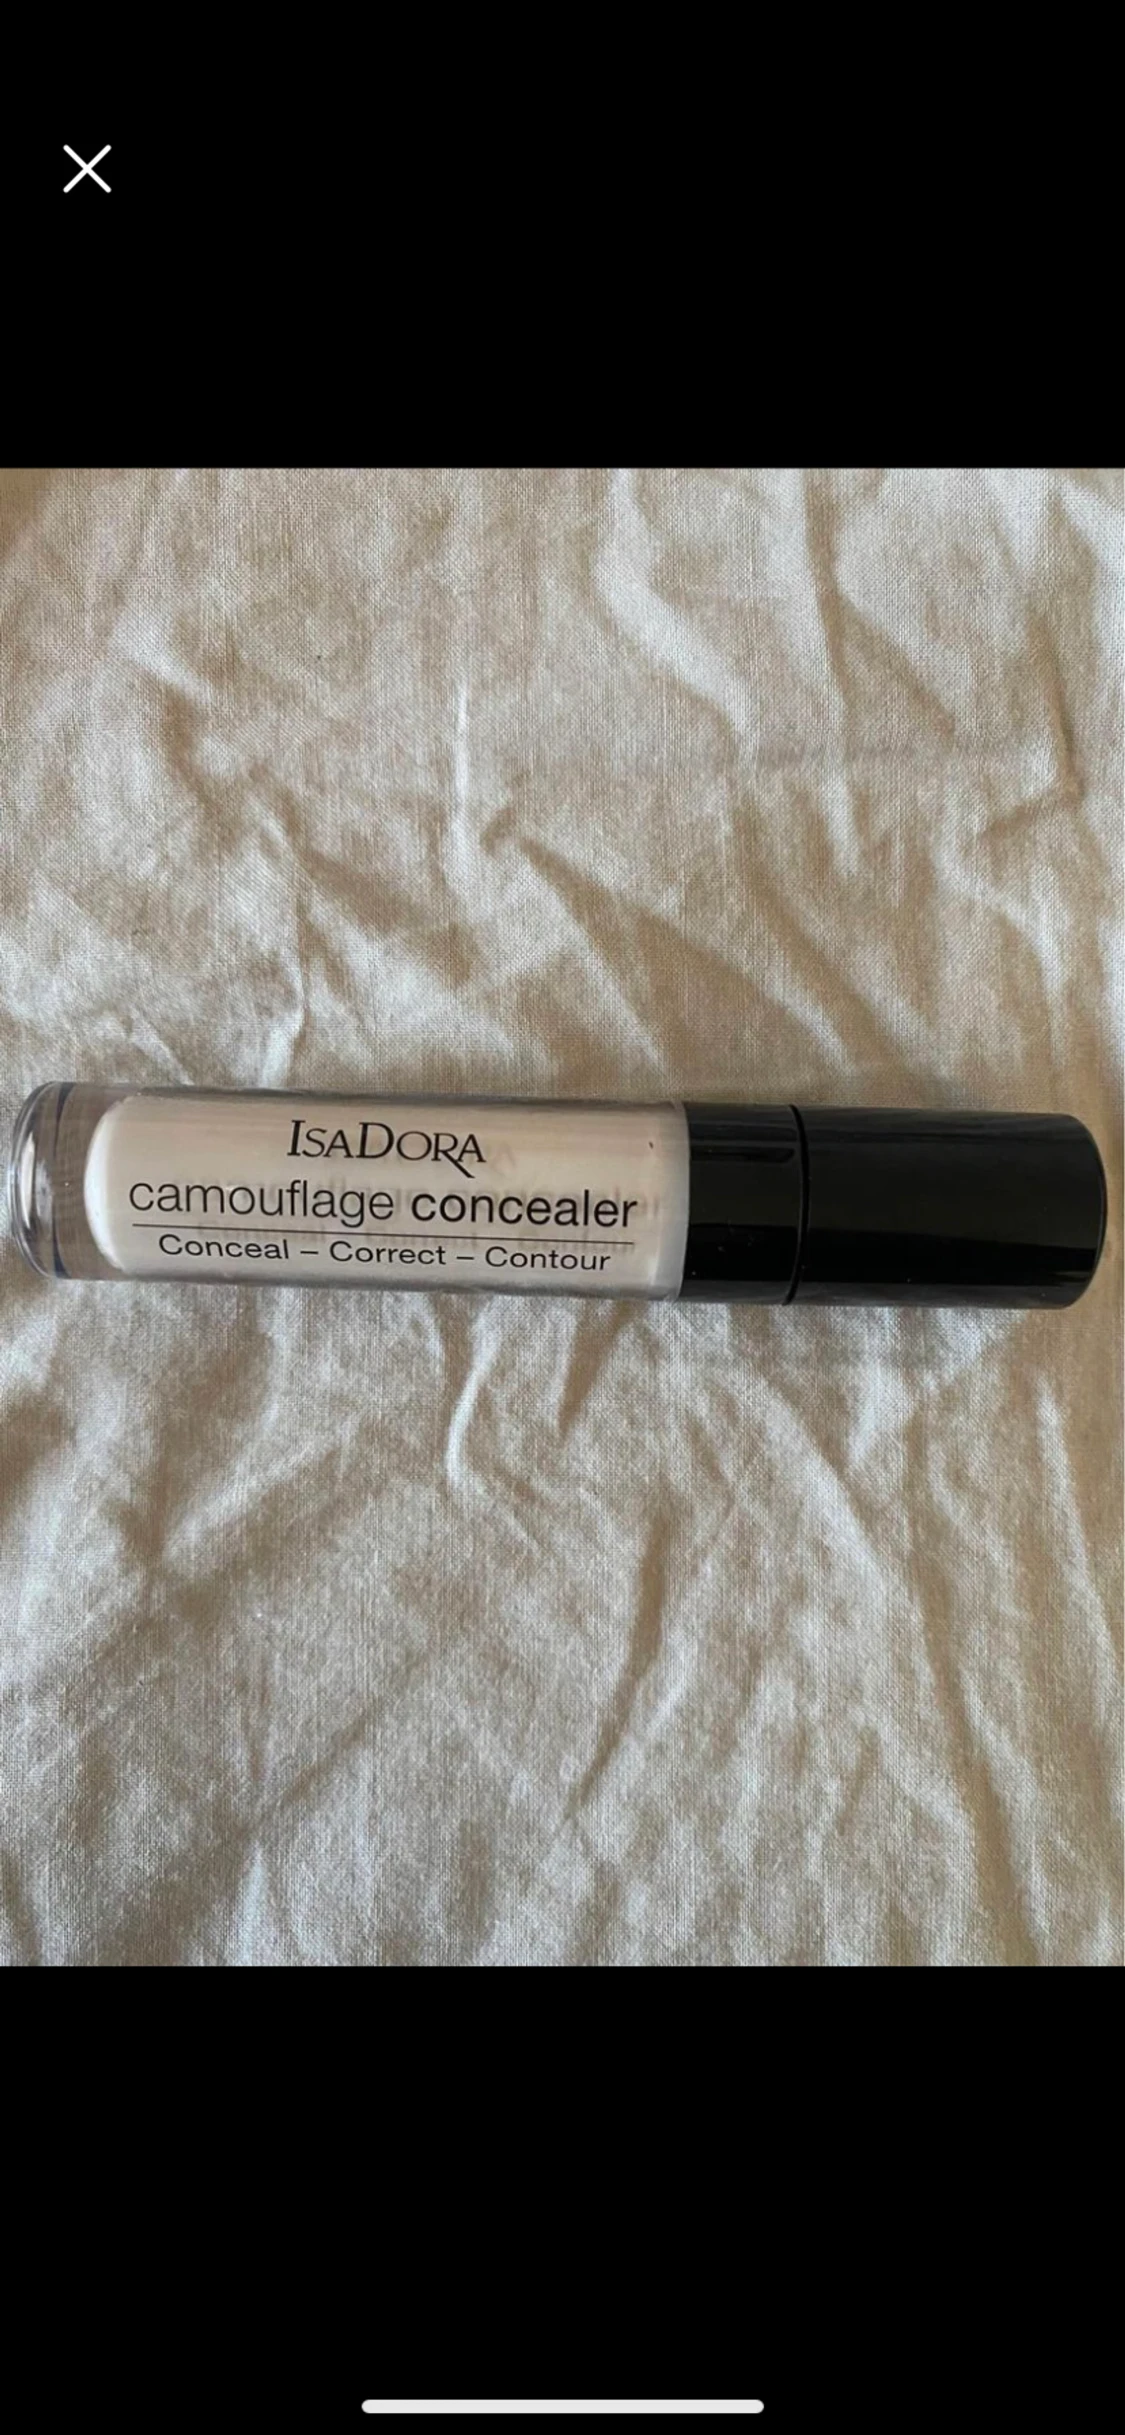 ISADORA
camouflage concealer
Conceal – Correct – Contour